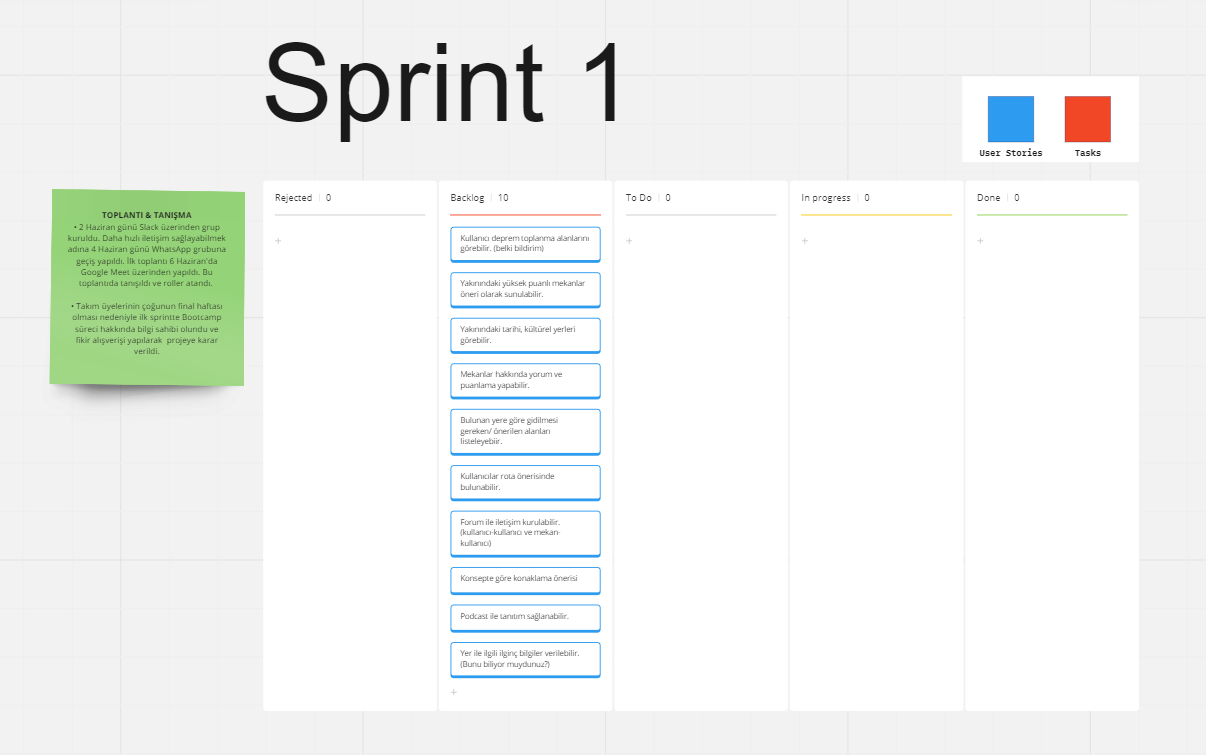 Sprint 1
User Stories
Tasks
TOPLANTI & TANIŞMA
• 2 Haziran günü Slack üzerinden grup
kuruldu. Daha hızlı iletişim sağlayabilmek
adına 4 Haziran günü WhatsApp grubuna
geçiş yapıldı. İlk toplantı 6 Haziran'da
Google Meet üzerinden yapıldı. Bu
toplantıda tanışıldı ve roller atandı.
• Takım üyelerinin çoğunun final haftası
olması nedeniyle ilk sprintte Bootcamp
süreci hakkında bilgi sahibi olundu ve
fikir alışverişi yapılarak projeye karar
verildi.
Rejected | 0
+
Backlog | 10
Kullanıcı deprem toplanma alanlarını
görebilir. (belki bildirim)
Yakınındaki yüksek puanlı mekanlar
öneri olarak sunulabilir.
Yakınındaki tarihi, kültürel yerleri
görebilir.
Mekanlar hakkında yorum ve
puanlama yapabilir.
Bulunan yere göre gidilmesi
gereken/ önerilen alanları
listeleyebiir.
Kullanıcılar rota önerisinde
bulunabilir.
Forum ile iletişim kurulabilir.
(kullanıcı-kullanıcı ve mekan-
kullanıcı)
Konsepte göre konaklama önerisi
Podcast ile tanıtım sağlanabilir.
Yer ile ilgili ilginç bilgiler verilebilir.
(Bunu biliyor muydunuz?)
+
To Do | 0
+
In progress | 0
+
Done | 0
+